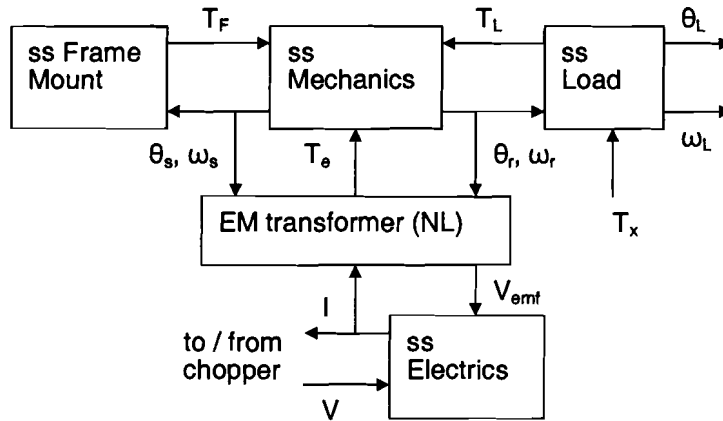 T_F
T_L
θ_L
ss Frame
Mount
ss
Mechanics
ss
Load
ω_L
θ_s, ω_s
T_e
θ_r, ω_r
T_x
EM transformer (NL)
I
V_emf
to / from
chopper
ss
Electrics
V